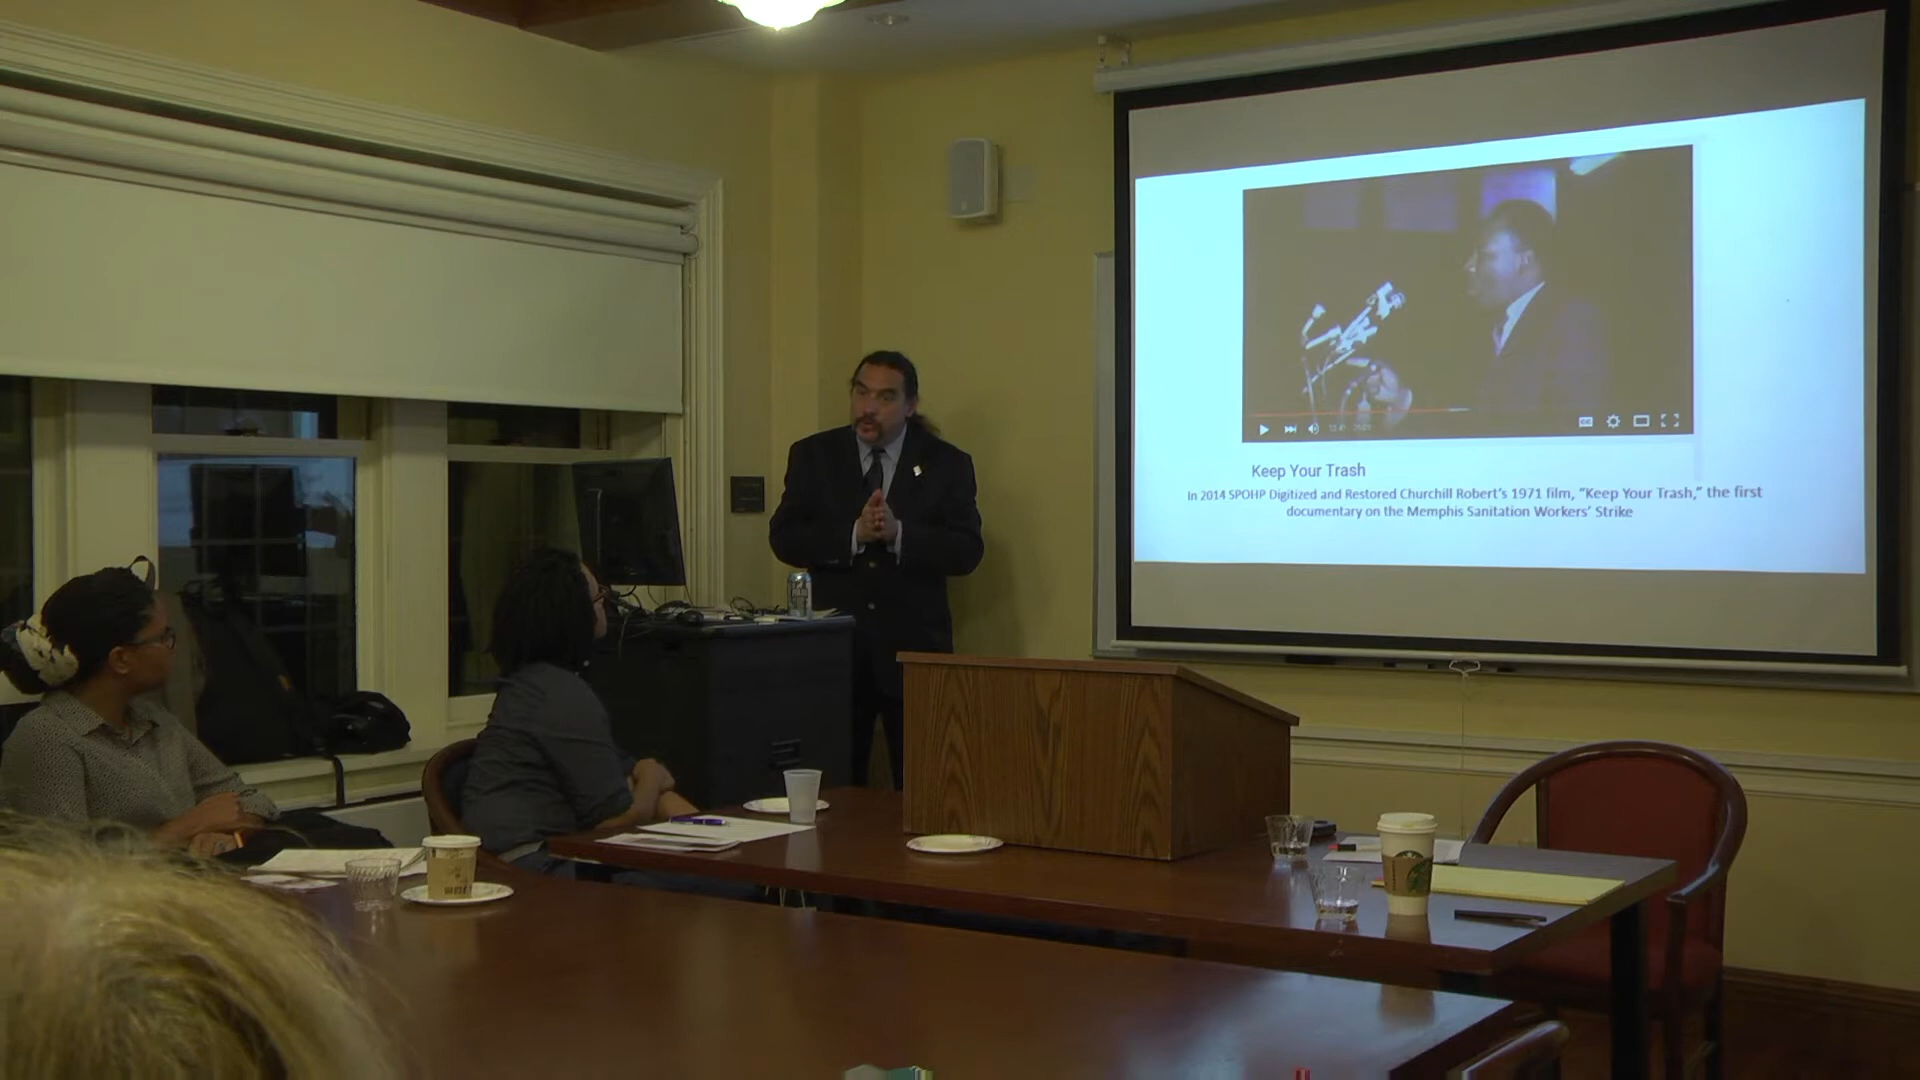 Keep Your Trash
In 2014 SPOHP Digitized and Restored Churchill Robert's 1971 film, "Keep Your Trash," the first
documentary on the Memphis Sanitation Workers' Strike